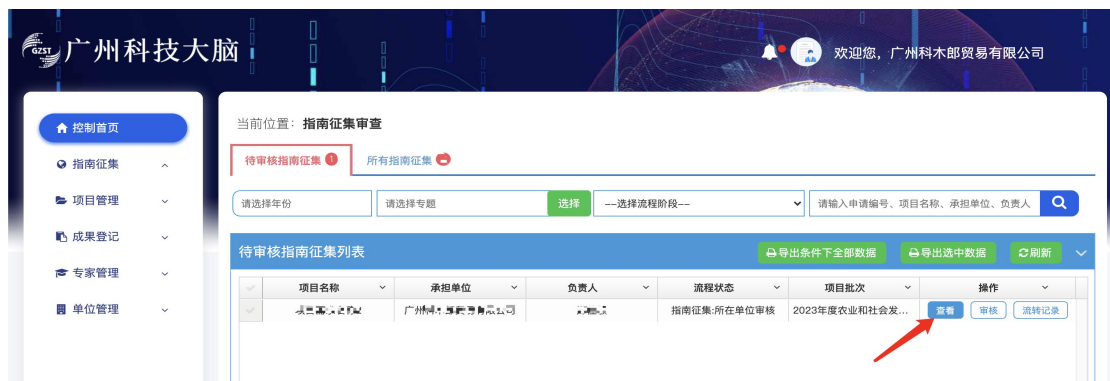 GZST 广州科技大脑
欢迎您，广州科木郎贸易有限公司
控制首页
指南征集
项目管理
成果登记
专家管理
单位管理
当前位置：指南征集审查
待审核指南征集 1 所有指南征集
请选择年份 请选择专题 选择 --选择流程阶段-- 请输入申请编号、项目名称、承担单位、负责人
待审核指南征集列表 导出条件下全部数据 导出选中数据 刷新
项目名称 承担单位 负责人 流程状态 项目批次 操作
广州 公司 指南征集:所在单位审核 2023年度农业和社会发... 查看 审核 流转记录